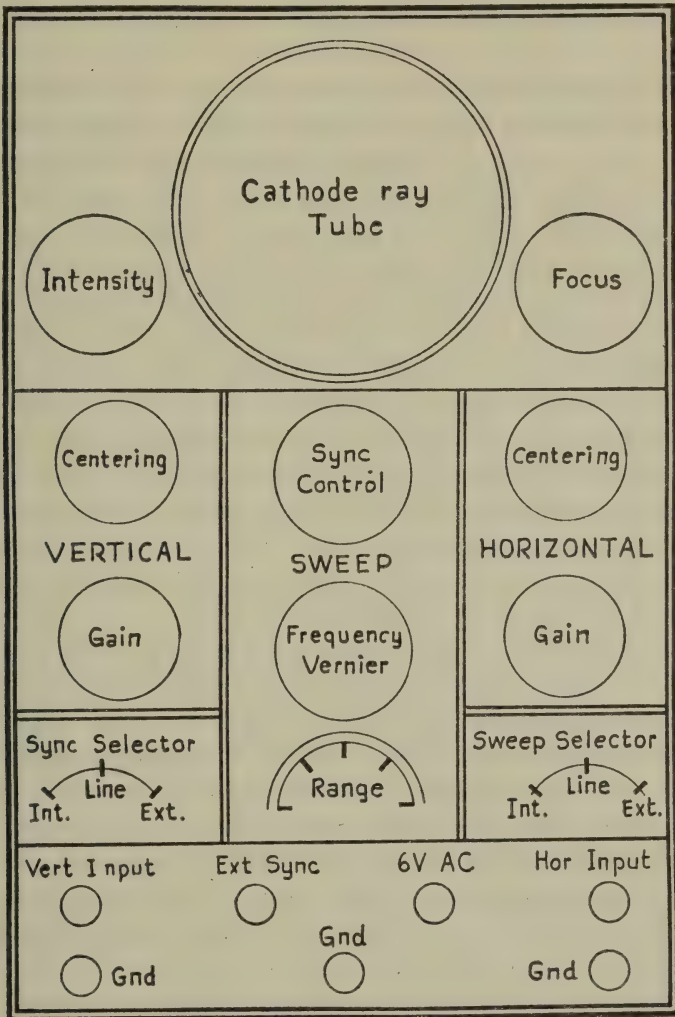 Cathode ray
Tube
Intensity
Focus
Centering
VERTICAL
Gain
Sync
Control
SWEEP
Frequency
Vernier
Range
Centering
HORIZONTAL
Gain
Sync Selector
Int.
Line
Ext.
Sweep Selector
Int.
Line
Ext.
Vert Input
Ext Sync
6V AC
Hor Input
Gnd
Gnd
Gnd